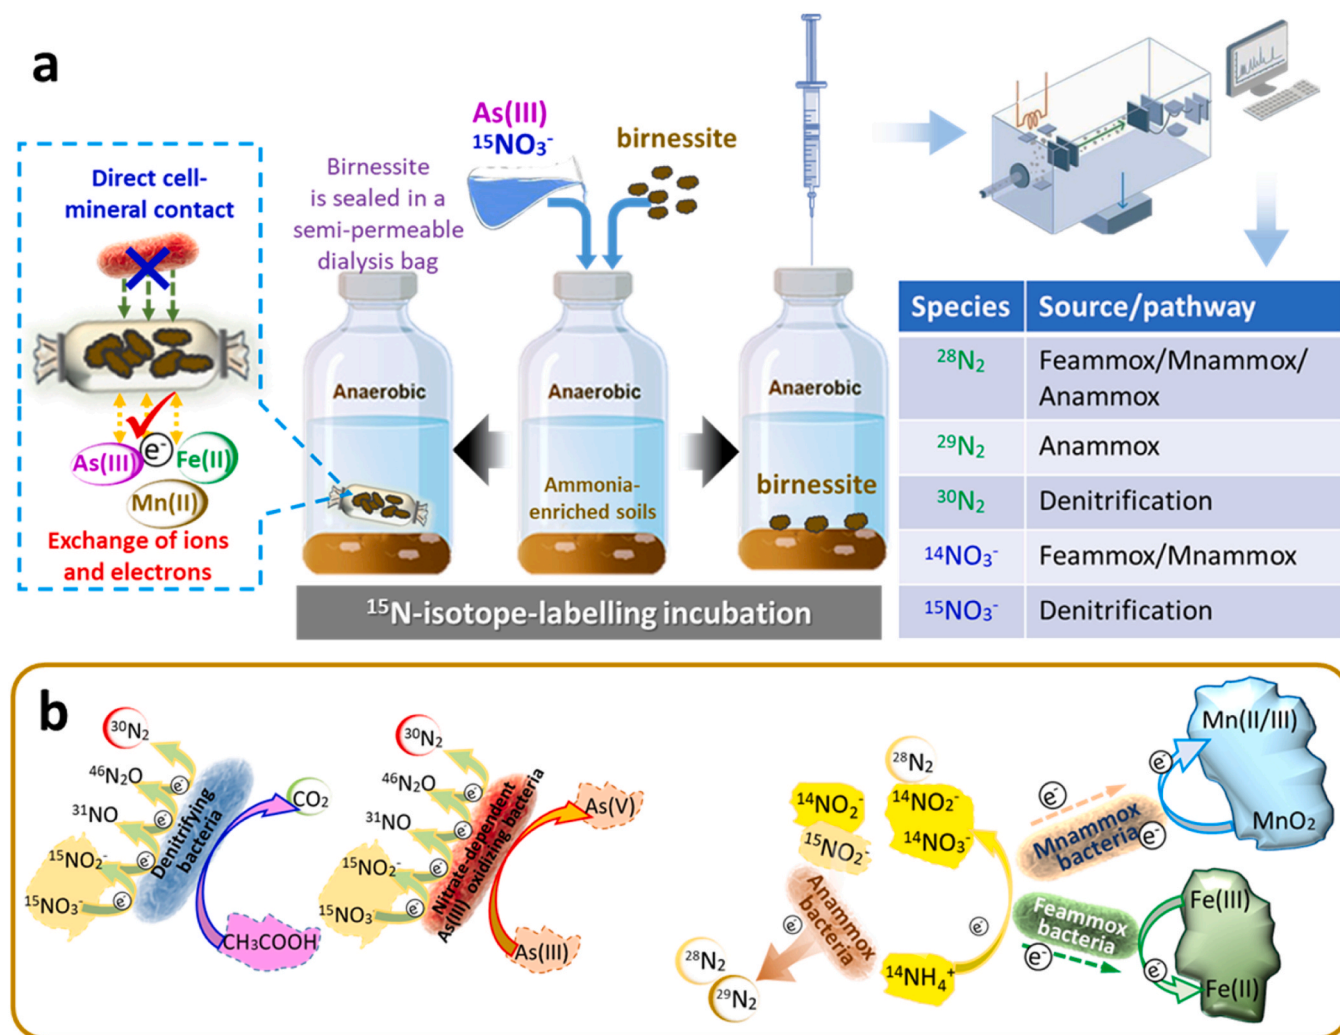 a
Direct cell-
mineral contact
As(III)
e⁻
Fe(II)
Mn(II)
Exchange of ions
and electrons
Birnessite
is sealed in a
semi-permeable
dialysis bag
As(III)
¹⁵NO₃⁻
birnessite
Anaerobic
Anaerobic
Ammonia-
enriched soils
Anaerobic
birnessite
¹⁵N-isotope-labelling incubation
Species Source/pathway
²⁸N₂ Feammox/Mnammox/
Anammox
²⁹N₂ Anammox
³⁰N₂ Denitrification
¹⁴NO₃⁻ Feammox/Mnammox
¹⁵NO₃⁻ Denitrification
b
³⁰N₂
⁴⁶N₂O
³¹NO
¹⁵NO₂⁻
¹⁵NO₃⁻
e⁻
e⁻
e⁻
e⁻
Denitrifying
bacteria
CO₂
CH₃COOH
³⁰N₂
⁴⁶N₂O
³¹NO
¹⁵NO₂⁻
¹⁵NO₃⁻
e⁻
e⁻
e⁻
e⁻
Nitrate-dependent
As(III) oxidizing bacteria
As(V)
As(III)
²⁸N₂
¹⁴NO₂⁻
¹⁵NO₂⁻
¹⁴NO₂⁻
¹⁴NO₃⁻
Anammox
bacteria
e⁻
²⁸N₂
²⁹N₂
e⁻
¹⁴NH₄⁺
e⁻
Mnammox
bacteria
e⁻
e⁻
Mn(II/III)
MnO₂
Feammox
bacteria
e⁻
e⁻
Fe(III)
Fe(II)